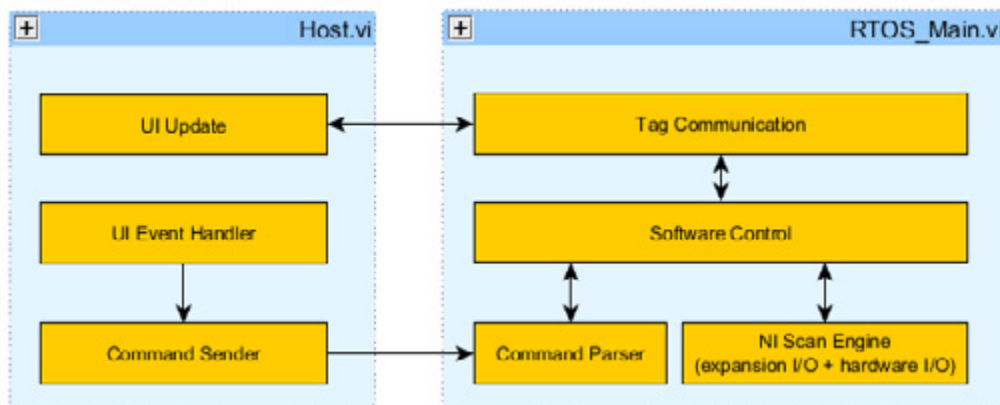 Host.vi
UI Update
UI Event Handler
Command Sender
RTOS_Main.vi
Tag Communication
Software Control
Command Parser
NI Scan Engine
(expansion I/O + hardware I/O)